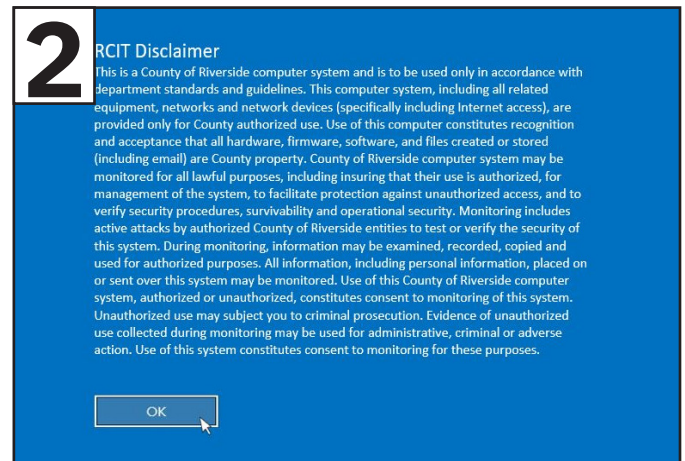 2
RCIT Disclaimer
This is a County of Riverside computer system and is to be used only in accordance with
department standards and guidelines. This computer system, including all related
equipment, networks and network devices (specifically including Internet access), are
provided only for County authorized use. Use of this computer constitutes recognition
and acceptance that all hardware, firmware, software, and files created or stored
(including email) are County property. County of Riverside computer system may be
monitored for all lawful purposes, including insuring that their use is authorized, for
management of the system, to facilitate protection against unauthorized access, and to
verify security procedures, survivability and operational security. Monitoring includes
active attacks by authorized County of Riverside entities to test or verify the security of
this system. During monitoring, information may be examined, recorded, copied and
used for authorized purposes. All information, including personal information, placed on
or sent over this system may be monitored. Use of this County of Riverside computer
system, authorized or unauthorized, constitutes consent to monitoring of this system.
Unauthorized use may subject you to criminal prosecution. Evidence of unauthorized
use collected during monitoring may be used for administrative, criminal or adverse
action. Use of this system constitutes consent to monitoring for these purposes.
OK